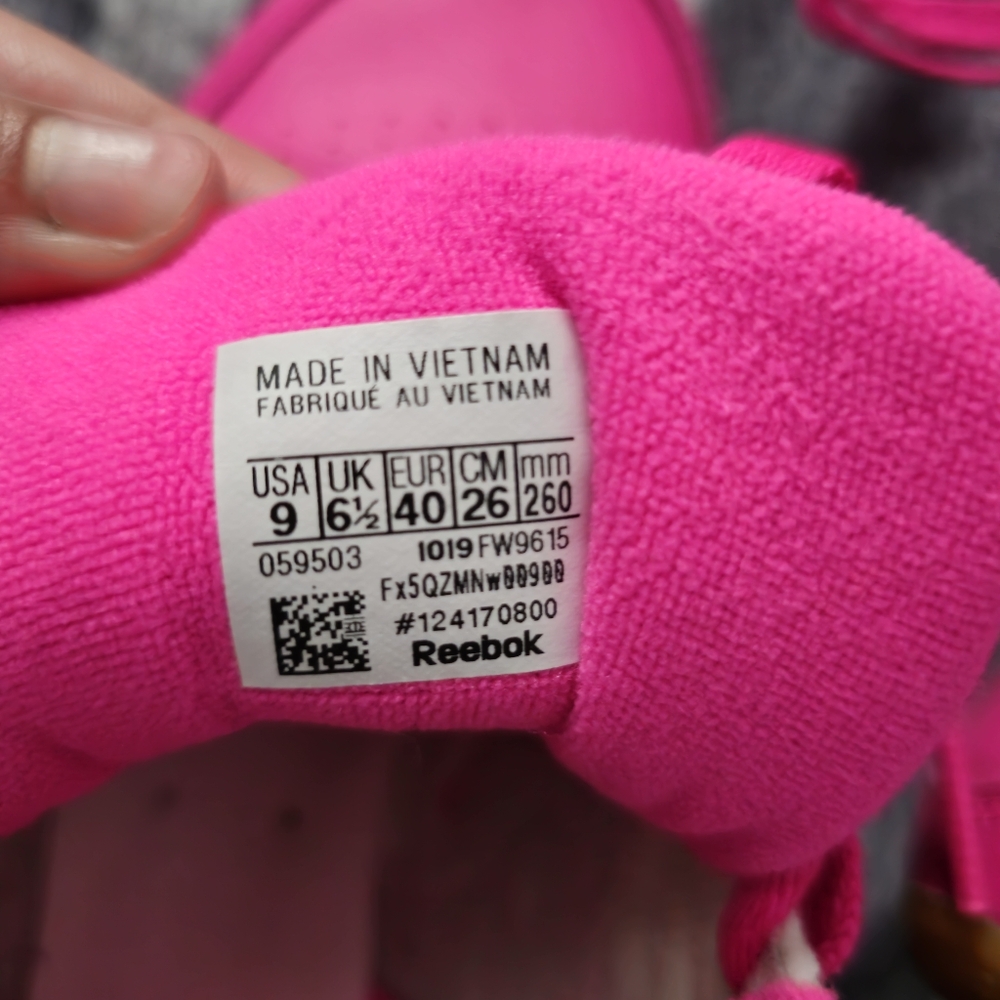 MADE IN VIETNAM
FABRIQUÉ AU VIETNAM
USA UK EUR CM mm
9 6½ 40 26 260
059503 1019 FW9615
Fx5QZMNw00900
#124170800
Reebok